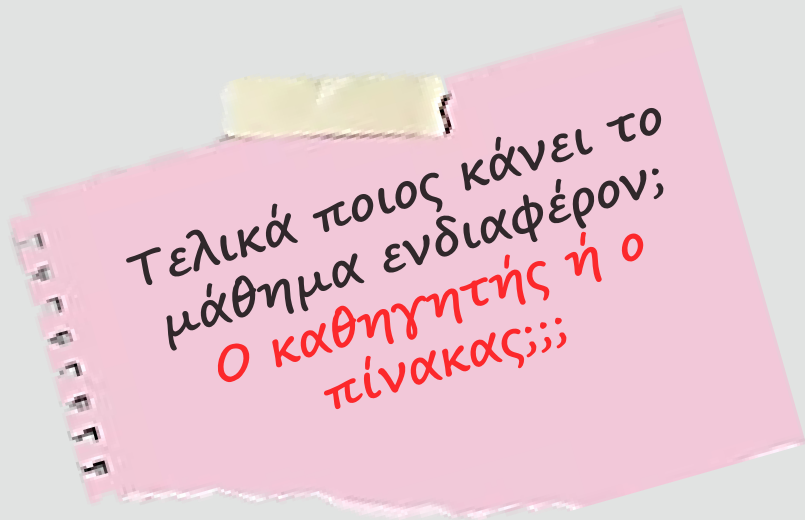 Τελικά ποιος κάνει το
μάθημα ενδιαφέρον;
Ο καθηγητής ή ο
πίνακας;;;